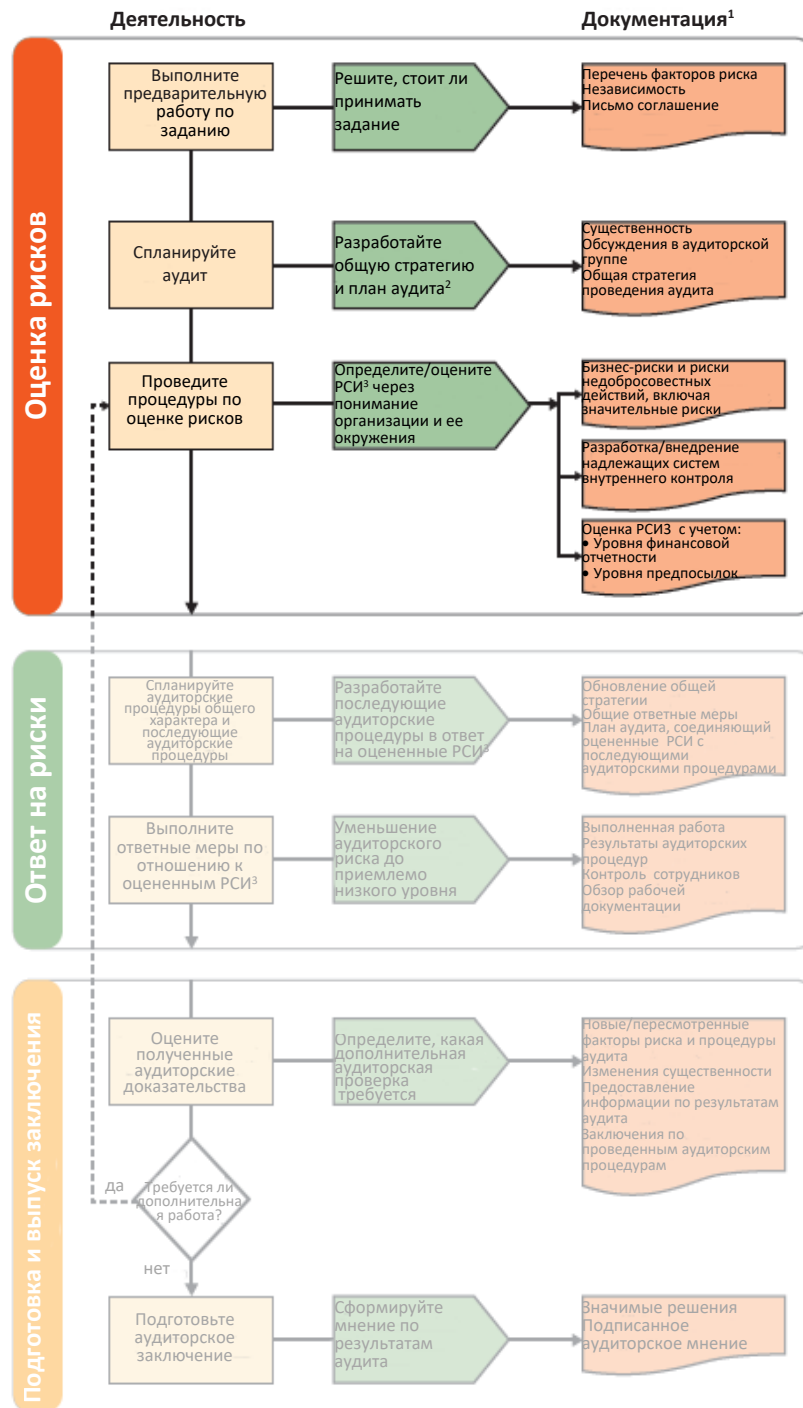 Деятельность
Документация¹
Оценка рисков
Выполните
предварительную
работу по
заданию
Решите, стоит ли
принимать
задание
Перечень факторов риска
Независимость
Письмо соглашение
Спланируйте
аудит
Разработайте
общую стратегию
и план аудита²
Существенность
Обсуждения в аудиторской
группе
Общая стратегия
проведения аудита
Проведите
процедуры по
оценке рисков
Определите/оцените
РСИ³ через
понимание
организации и ее
окружения
Бизнес-риски и риски
недобросовестных
действий, включая
значительные риски
Разработка/внедрение
надлежащих систем
внутреннего контроля
Оценка РСИ3 с учетом:
• Уровня финансовой
отчетности
• Уровня предпосылок
Ответ на риски
Спланируйте
аудиторские
процедуры общего
характера и
последующие
аудиторские
процедуры
Разработайте
последующие
аудиторские
процедуры в ответ
на оцененные РСИ³
Обновление общей
стратегии
Общие ответные меры
План аудита, соединяющий
оцененные РСИ с
последующими
аудиторскими процедурами
Выполните
ответные меры по
отношению к
оцененным РСИ³
Уменьшение
аудиторского
риска до
приемлемо
низкого уровня
Выполненная работа
Результаты аудиторских
процедур
Контроль сотрудников
Обзор рабочей
документации
Подготовка и выпуск заключения
Оцените
полученные
аудиторские
доказательства
Определите, какая
дополнительная
аудиторская
проверка
требуется
Новые/пересмотренные
факторы риска и процедуры
аудита
Изменения существенности
Предоставление
информации по результатам
аудита
Заключения по
проведенным аудиторским
процедурам
да
Требуется ли
дополнительна
я работа?
нет
Подготовьте
аудиторское
заключение
Сформируйте
мнение по
результатам
аудита
Значимые решения
Подписанное
аудиторское мнение